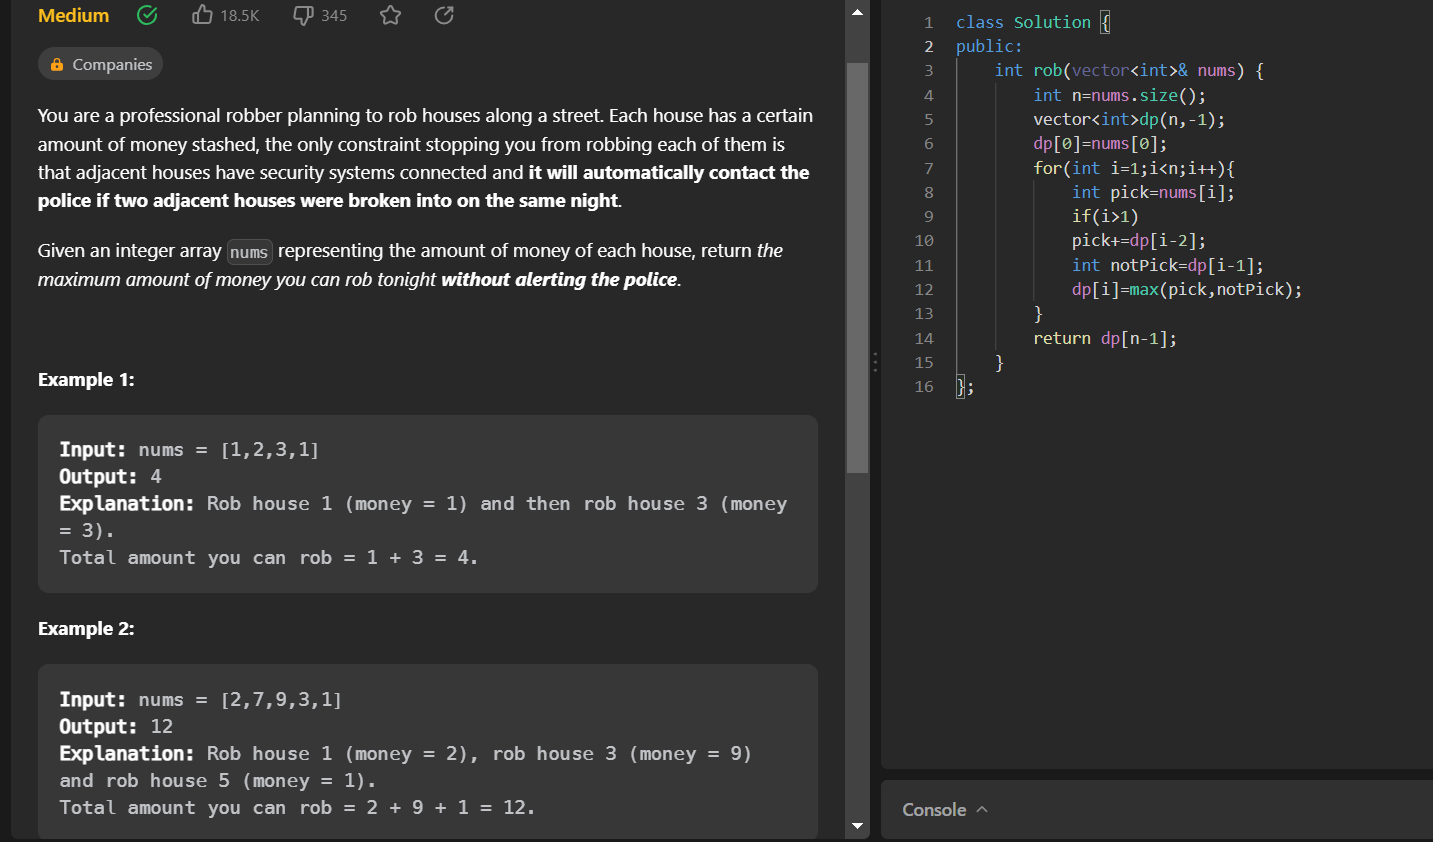 Medium 18.5K 345
Companies
You are a professional robber planning to rob houses along a street. Each house has a certain
amount of money stashed, the only constraint stopping you from robbing each of them is
that adjacent houses have security systems connected and it will automatically contact the
police if two adjacent houses were broken into on the same night.
Given an integer array nums representing the amount of money of each house, return the
maximum amount of money you can rob tonight without alerting the police.
Example 1:
Input: nums = [1,2,3,1]
Output: 4
Explanation: Rob house 1 (money = 1) and then rob house 3 (money
= 3).
Total amount you can rob = 1 + 3 = 4.
Example 2:
Input: nums = [2,7,9,3,1]
Output: 12
Explanation: Rob house 1 (money = 2), rob house 3 (money = 9)
and rob house 5 (money = 1).
Total amount you can rob = 2 + 9 + 1 = 12.
1 class Solution {
2 public:
3     int rob(vector<int>& nums) {
4         int n=nums.size();
5         vector<int>dp(n,-1);
6         dp[0]=nums[0];
7         for(int i=1;i<n;i++){
8             int pick=nums[i];
9             if(i>1)
10             pick+=dp[i-2];
11             int notPick=dp[i-1];
12             dp[i]=max(pick,notPick);
13         }
14         return dp[n-1];
15     }
16 };
Console